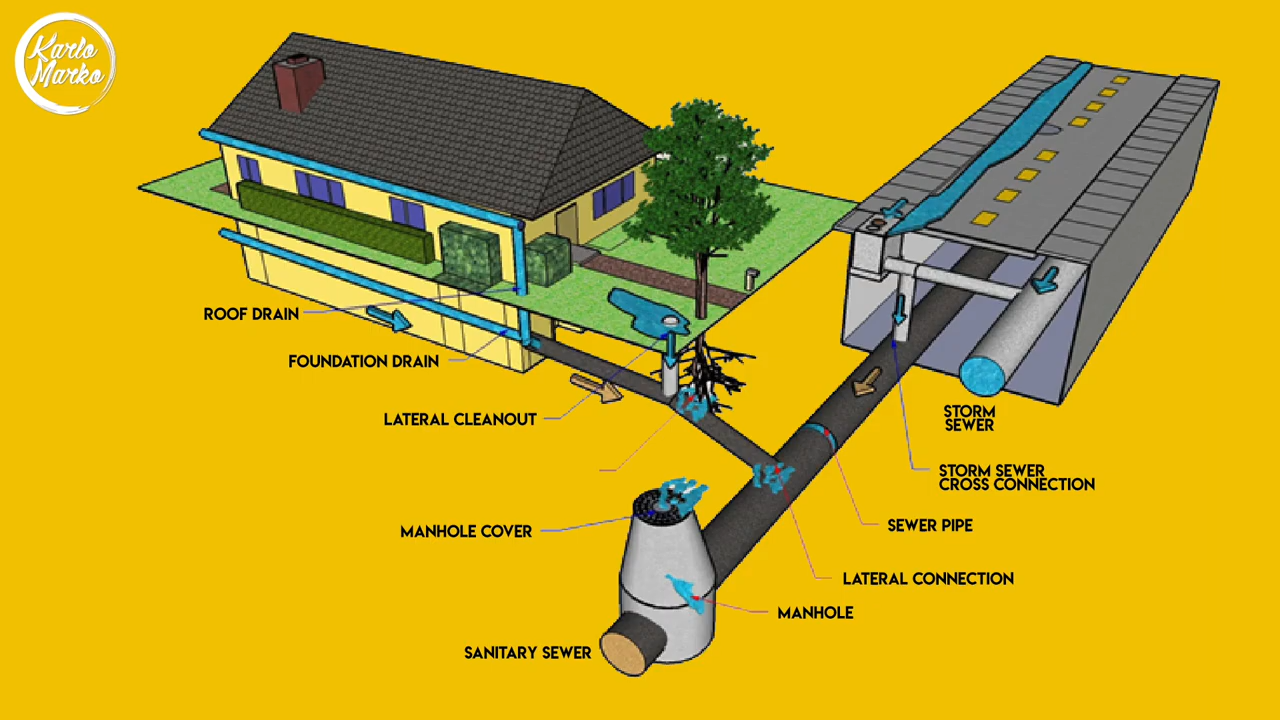 Karlo
Marko
ROOF DRAIN
FOUNDATION DRAIN
LATERAL CLEANOUT
STORM
SEWER
STORM SEWER
CROSS CONNECTION
MANHOLE COVER
SEWER PIPE
LATERAL CONNECTION
MANHOLE
SANITARY SEWER